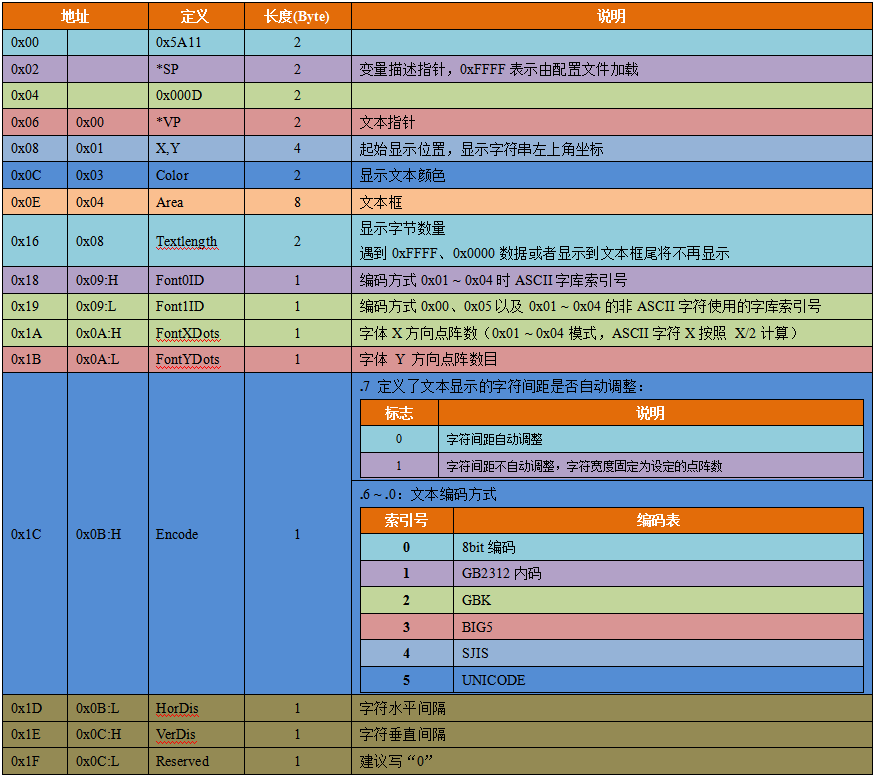 地址 定义 长度(Byte) 说明
0x00 0x5A11 2
0x02 *SP 2 变量描述指针，0xFFFF 表示由配置文件加载
0x04 0x000D 2
0x06 0x00 *VP 2 文本指针
0x08 0x01 X,Y 4 起始显示位置，显示字符串左上角坐标
0x0C 0x03 Color 2 显示文本颜色
0x0E 0x04 Area 8 文本框
0x16 0x08 Textlength 2 显示字节数量
遇到 0xFFFF、0x0000 数据或者显示到文本框尾将不再显示
0x18 0x09:H Font0ID 1 编码方式 0x01 ~ 0x04 时 ASCII 字库索引号
0x19 0x09:L Font1ID 1 编码方式 0x00、0x05 以及 0x01 ~ 0x04 的非 ASCII 字符使用的字库索引号
0x1A 0x0A:H FontXDots 1 字体 X 方向点阵数（0x01 ~ 0x04 模式，ASCII 字符 X 按照 X/2 计算）
0x1B 0x0A:L FontYDots 1 字体 Y 方向点阵数目
0x1C 0x0B:H Encode 1 .7 定义了文本显示的字符间距是否自动调整：
标志 说明
0 字符间距自动调整
1 字符间距不自动调整，字符宽度固定为设定的点阵数
.6 ~ .0：文本编码方式
索引号 编码表
0 8bit 编码
1 GB2312 内码
2 GBK
3 BIG5
4 SJIS
5 UNICODE
0x1D 0x0B:L HorDis 1 字符水平间隔
0x1E 0x0C:H VerDis 1 字符垂直间隔
0x1F 0x0C:L Reserved 1 建议写“0”